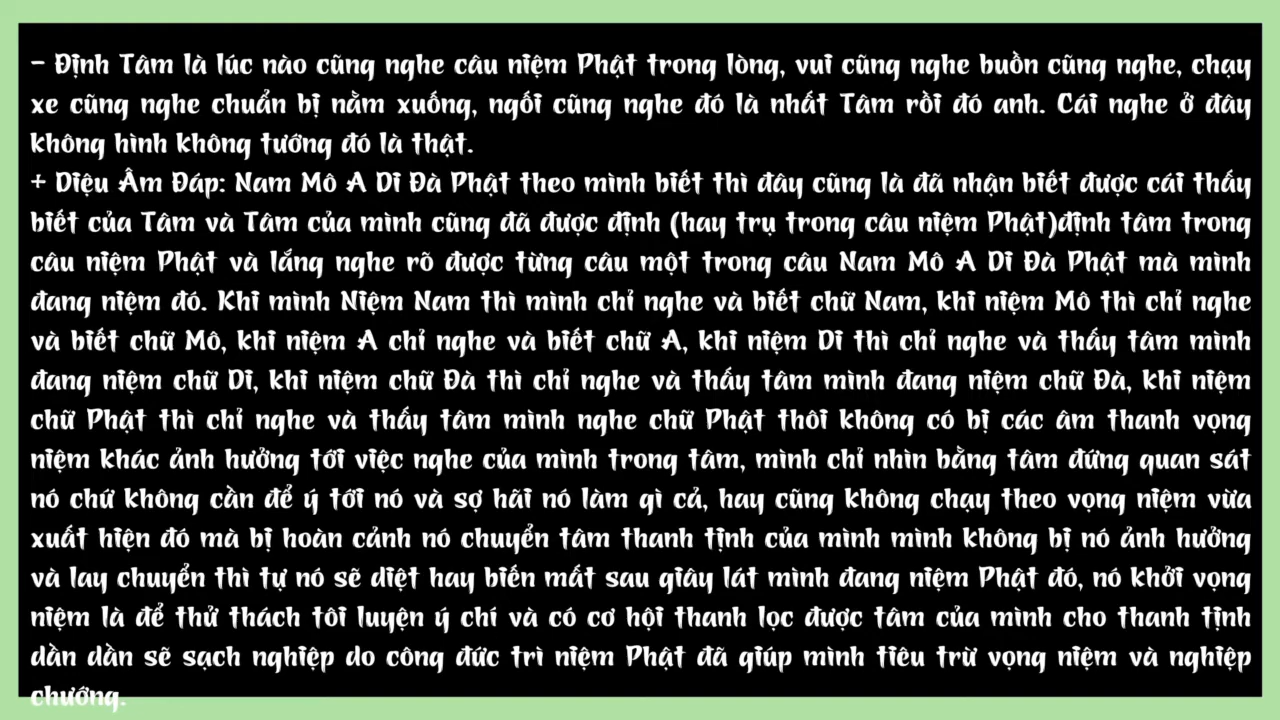 - Định Tâm là lúc nào cũng nghe câu niệm Phật trong lòng, vui cũng nghe buồn cũng nghe, chạy
xe cũng nghe chuẩn bị nằm xuống, ngồi cũng nghe đó là nhất Tâm rồi đó anh. Cái nghe ở đây
không hình không tướng đó là thật.
+ Diệu Âm Đáp: Nam Mô A Di Đà Phật theo mình biết thì đây cũng là đã nhận biết được cái thấy
biết của Tâm và Tâm của mình cũng đã được định (hay trụ trong câu niệm Phật)định tâm trong
câu niệm Phật và lắng nghe rõ được từng câu một trong câu Nam Mô A Di Đà Phật mà mình
đang niệm đó. Khi mình Niệm Nam thì mình chỉ nghe và biết chữ Nam, khi niệm Mô thì chỉ nghe
và biết chữ Mô, khi niệm A chỉ nghe và biết chữ A, khi niệm Di thì chỉ nghe và thấy tâm mình
đang niệm chữ Di, khi niệm chữ Đà thì chỉ nghe và thấy tâm mình đang niệm chữ Đà, khi niệm
chữ Phật thì chỉ nghe và thấy tâm mình nghe chữ Phật thôi không có bị các âm thanh vọng
niệm khác ảnh hưởng tới việc nghe của mình trong tâm, mình chỉ nhìn bằng tâm đứng quan sát
nó chứ không cần để ý tới nó và sợ hãi nó làm gì cả, hay cũng không chạy theo vọng niệm vừa
xuất hiện đó mà bị hoàn cảnh nó chuyển tâm thanh tịnh của mình mình không bị nó ảnh hưởng
và lay chuyển thì tự nó sẽ diệt hay biến mất sau giây lát mình đang niệm Phật đó, nó khởi vọng
niệm là để thử thách tôi luyện ý chí và có cơ hội thanh lọc được tâm của mình cho thanh tịnh
dần dần sẽ sạch nghiệp do công đức trì niệm Phật đã giúp mình tiêu trừ vọng niệm và nghiệp
chướng.